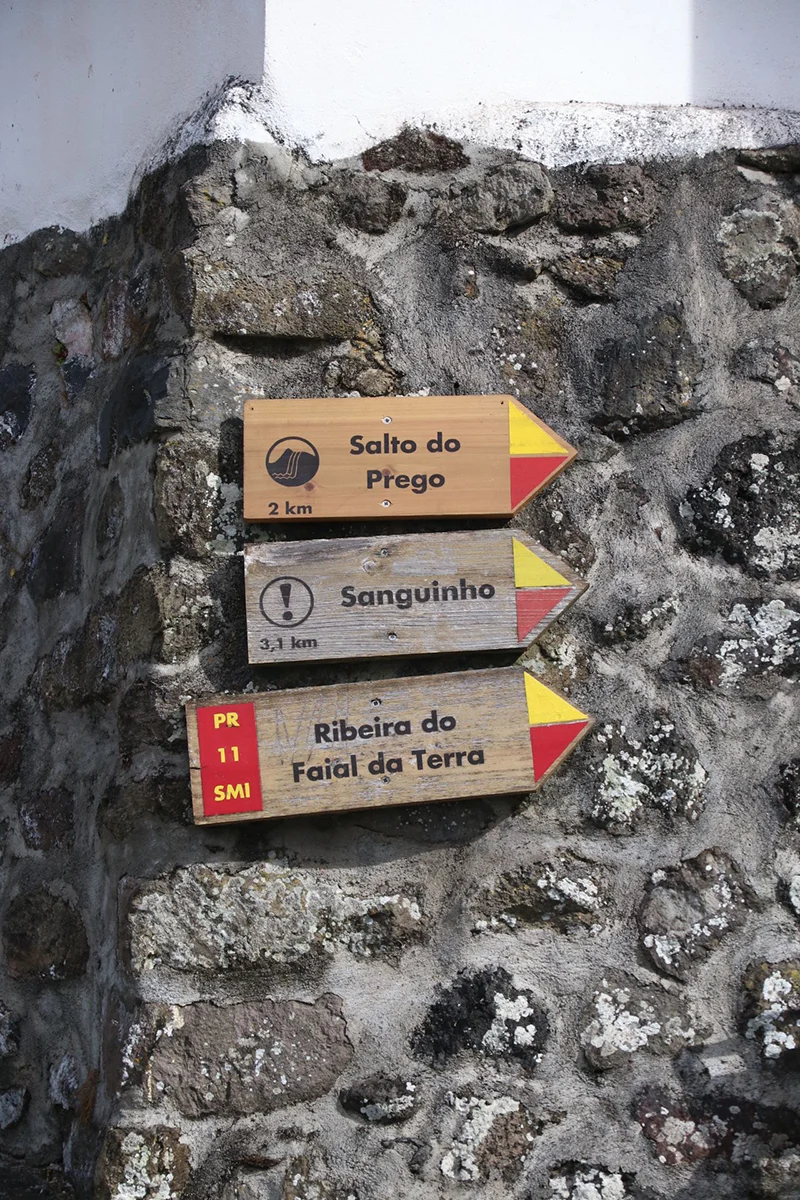 Salto do
Prego
2 km
Sanguinho
3,1 km
PR
11
SMI
Ribeira do
Faial da Terra